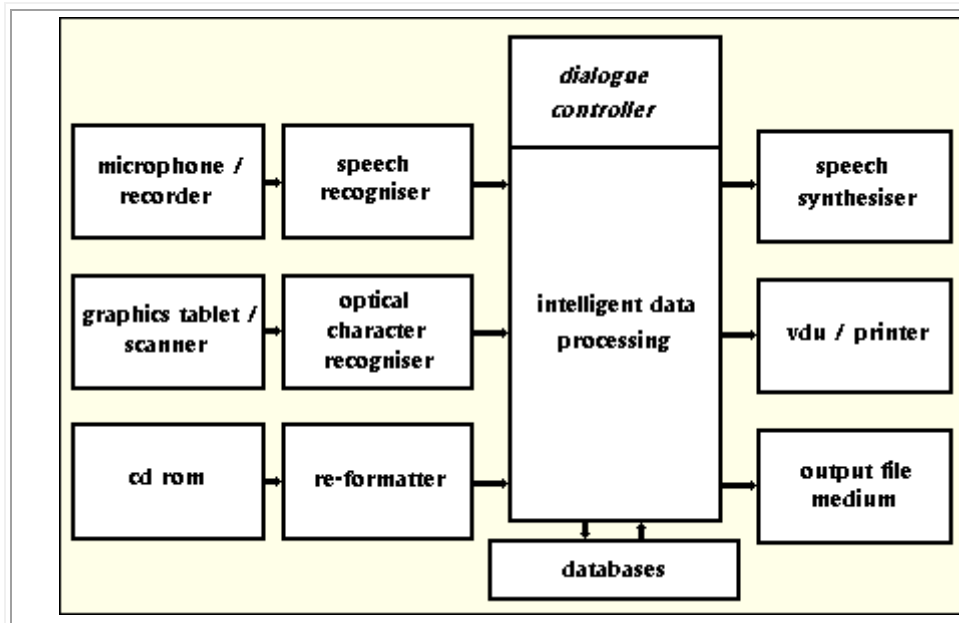 dialogue
controller
microphone /
recorder
speech
recogniser
speech
synthesiser
graphics tablet /
scanner
optical
character
recogniser
intelligent data
processing
vdu / printer
cd rom
re-formatter
output file
medium
databases